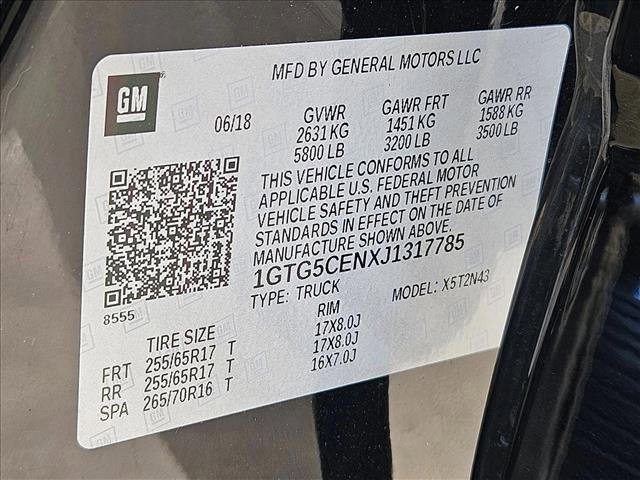 MFD BY GENERAL MOTORS LLC
GM
06/18 GVWR GAWR FRT GAWR RR
2631 KG 1451 KG 1588 KG
5800 LB 3200 LB 3500 LB
THIS VEHICLE CONFORMS TO ALL
APPLICABLE U.S. FEDERAL MOTOR
VEHICLE SAFETY AND THEFT PREVENTION
STANDARDS IN EFFECT ON THE DATE OF
MANUFACTURE SHOWN ABOVE.
1GTG5CENXJ1317785
TYPE: TRUCK MODEL: X5T2N43
8555
TIRE SIZE RIM
FRT 255/65R17 T 17X8.0J
RR 255/65R17 T 17X8.0J
SPA 265/70R16 T 16X7.0J